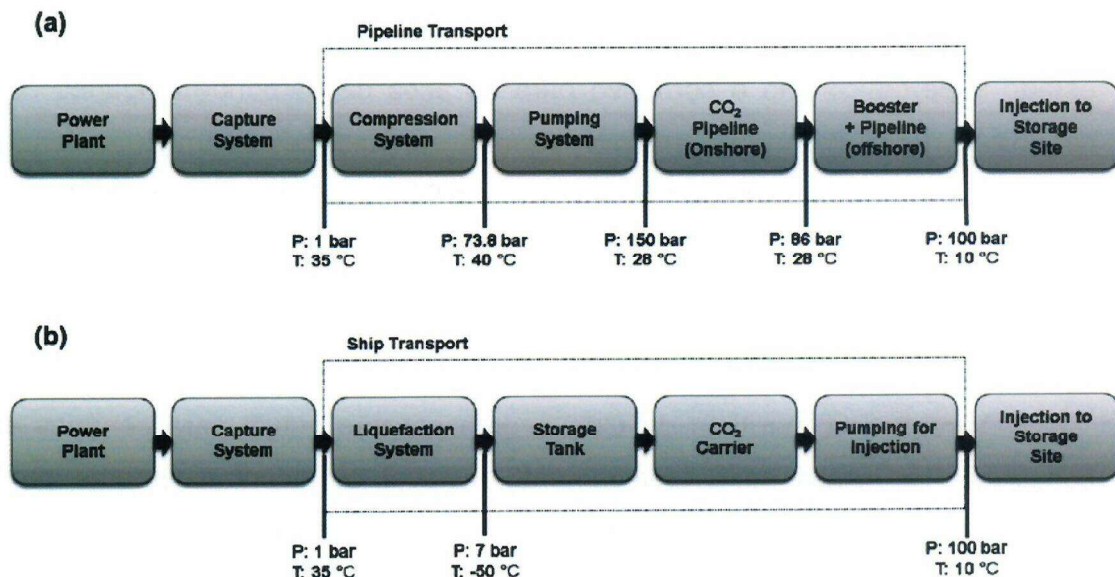 (a)
Pipeline Transport
Power
Plant
Capture
System
Compression
System
Pumping
System
CO₂
Pipeline
(Onshore)
Booster
+ Pipeline
(offshore)
Injection to
Storage
Site
P: 1 bar
T: 35 °C
P: 73.8 bar
T: 40 °C
P: 150 bar
T: 28 °C
P: 86 bar
T: 28 °C
P: 100 bar
T: 10 °C
(b)
Ship Transport
Power
Plant
Capture
System
Liquefaction
System
Storage
Tank
CO₂
Carrier
Pumping for
Injection
Injection to
Storage
Site
P: 1 bar
T: 35 °C
P: 7 bar
T: -50 °C
P: 100 bar
T: 10 °C